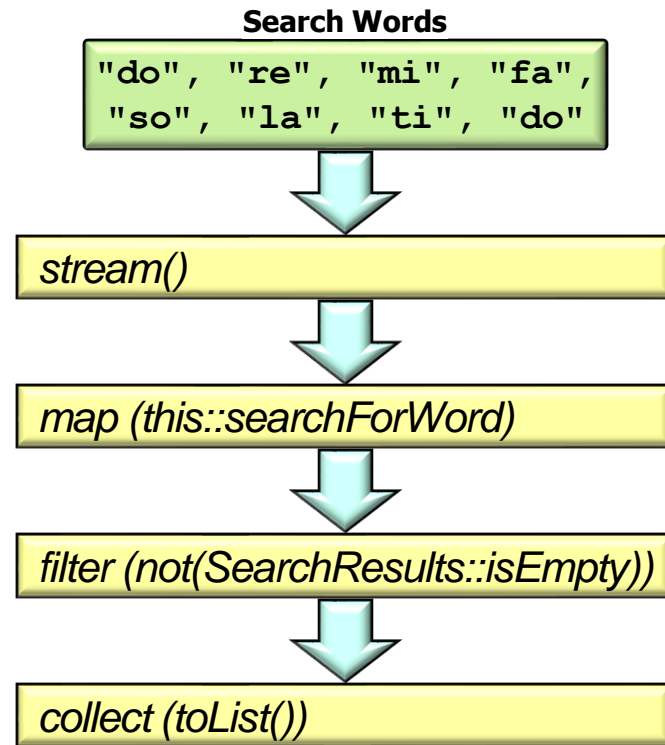 Search Words
"do", "re", "mi", "fa",
"so", "la", "ti", "do"
stream()
map (this::searchForWord)
filter (not(SearchResults::isEmpty))
collect (toList())